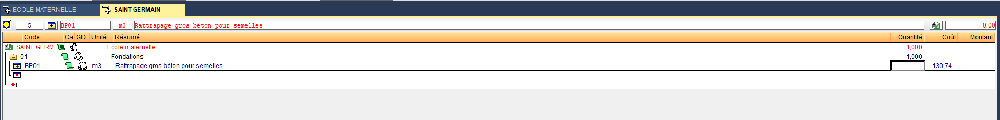 ECOLE MATERNELLE SAINT GERMAIN
5 BP01 m3 Rattrapage gros béton pour semelles 0,00
Code Ca GD Unité Résumé Quantité Coût Montant
SAINT GERM Ecole maternelle 1,000
01 Fondations 1,000
BP01 m3 Rattrapage gros béton pour semelles 130,74